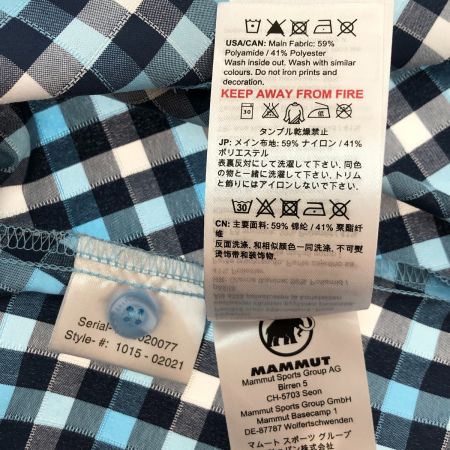 USA/CAN: Main Fabric: 59%
Polyamide / 41% Polyester
Wash inside out. Wash with similar
colours. Do not iron prints and
decoration.
KEEP AWAY FROM FIRE
30
タンブル乾燥禁止
JP: メイン布地: 59% ナイロン / 41%
ポリエステル
表裏反対にして洗濯して下さい. 同色
の物と一緒に洗濯して下さい. トリム
と飾りにはアイロンしないで下さい.
30
CN: 主要面料: 59% 锦纶 / 41% 聚酯纤
维
反面洗涤. 和相似颜色一同洗涤. 不可熨
烫饰带和装饰物.
Serial- 020077
Style-#: 1015 - 02021
MAMMUT
Mammut Sports Group AG
Birren 5
CH-5703 Seon
Mammut Sports Group GmbH
Mammut Basecamp 1
DE-87787 Wolfertschwenden
マムート スポーツ グループ